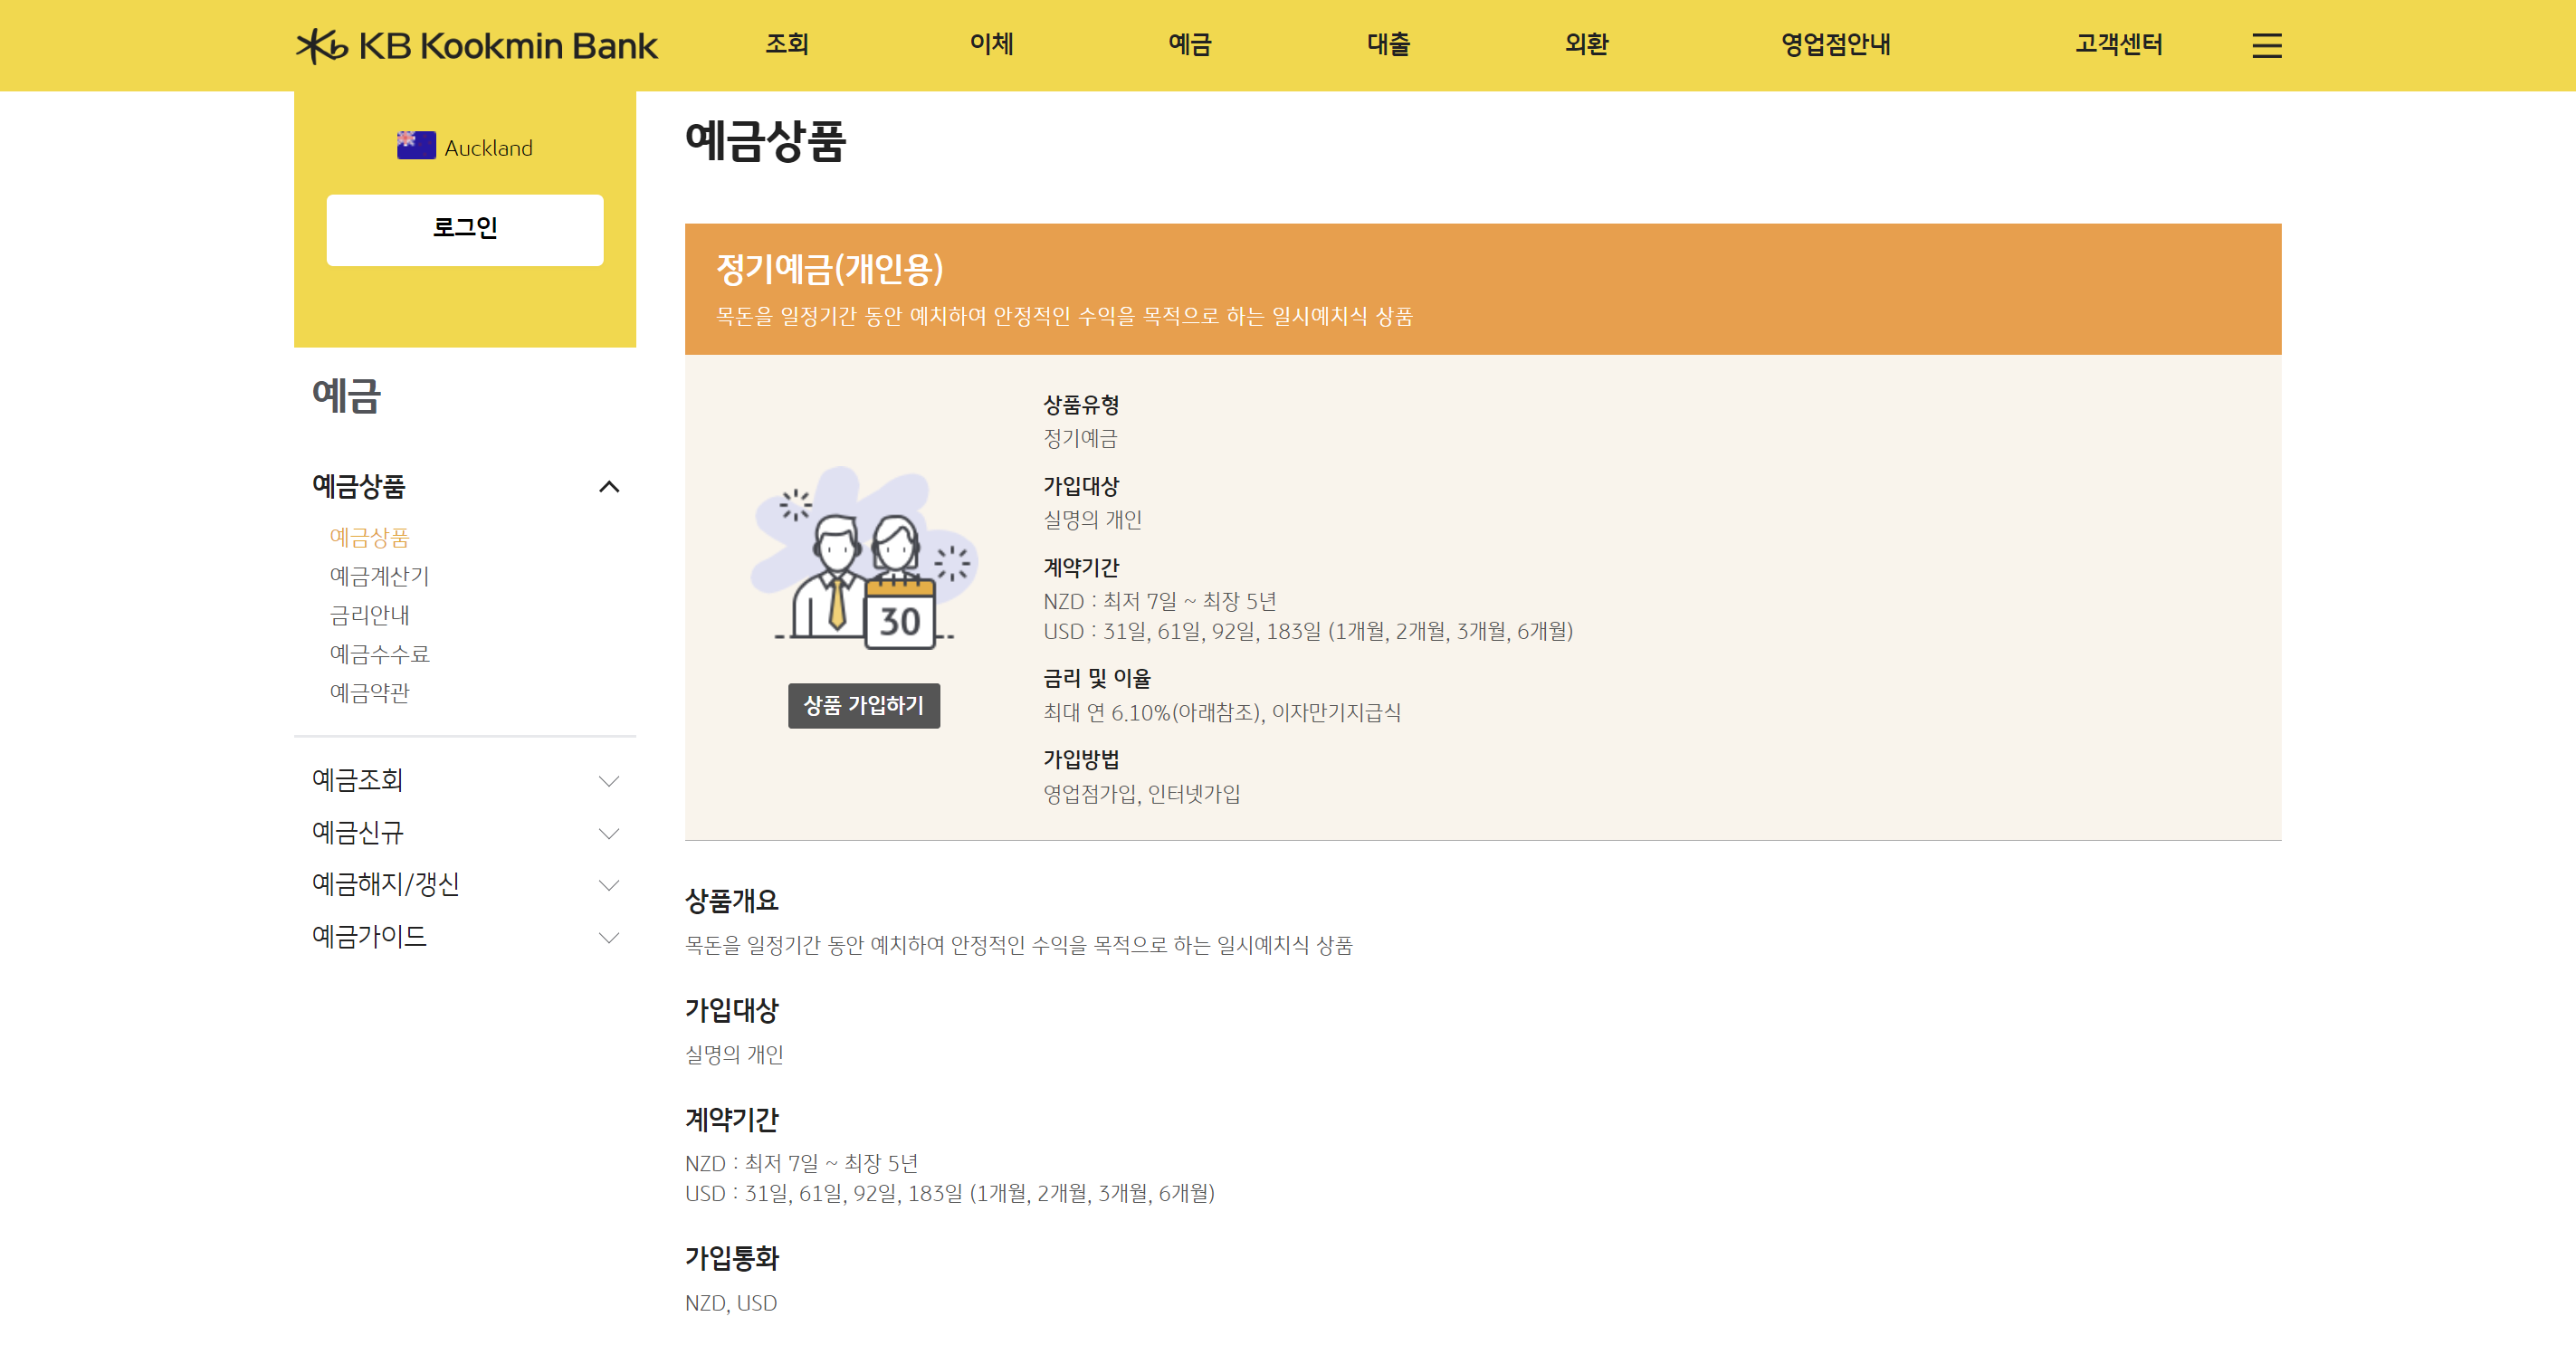 KB Kookmin Bank
조회
이체
예금
대출
외환
영업점안내
고객센터
Auckland
로그인
예금
예금상품
예금상품
예금계산기
금리안내
예금수수료
예금약관
예금조회
예금신규
예금해지/갱신
예금가이드
예금상품
정기예금(개인용)
목돈을 일정기간 동안 예치하여 안정적인 수익을 목적으로 하는 일시예치식 상품
30
상품 가입하기
상품유형
정기예금
가입대상
실명의 개인
계약기간
NZD : 최저 7일 ~ 최장 5년
USD : 31일, 61일, 92일, 183일 (1개월, 2개월, 3개월, 6개월)
금리 및 이율
최대 연 6.10%(아래참조), 이자만기지급식
가입방법
영업점가입, 인터넷가입
상품개요
목돈을 일정기간 동안 예치하여 안정적인 수익을 목적으로 하는 일시예치식 상품
가입대상
실명의 개인
계약기간
NZD : 최저 7일 ~ 최장 5년
USD : 31일, 61일, 92일, 183일 (1개월, 2개월, 3개월, 6개월)
가입통화
NZD, USD